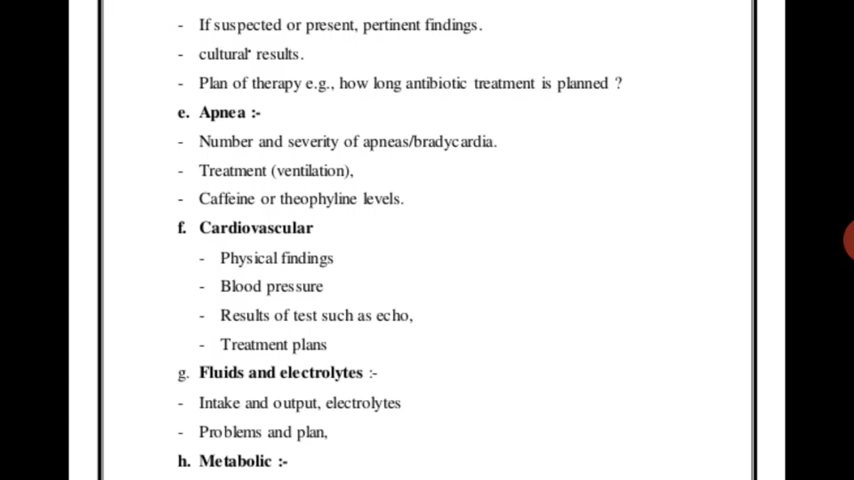 - If suspected or present, pertinent findings.
- cultural results.
- Plan of therapy e.g., how long antibiotic treatment is planned ?
e. Apnea :-
- Number and severity of apneas/bradycardia.
- Treatment (ventilation),
- Caffeine or theophyline levels.
f. Cardiovascular
- Physical findings
- Blood pressure
- Results of test such as echo,
- Treatment plans
g. Fluids and electrolytes :-
- Intake and output, electrolytes
- Problems and plan,
h. Metabolic :-